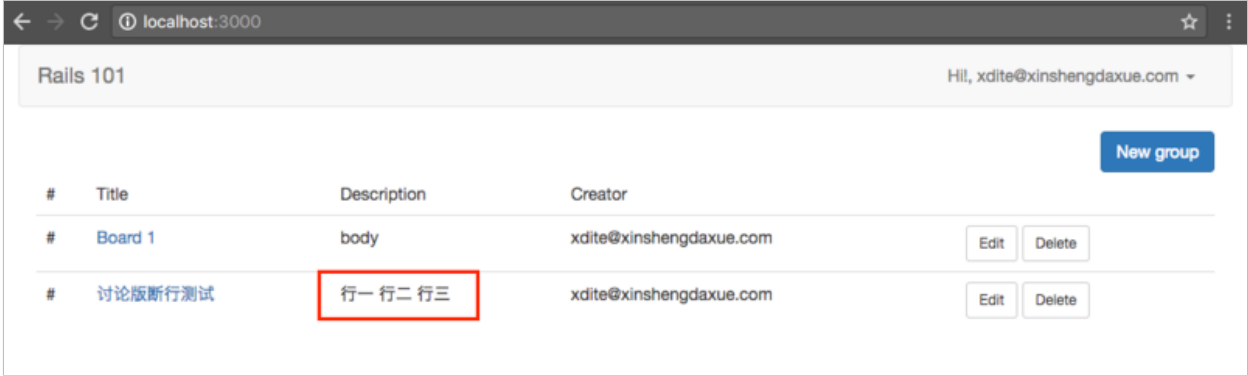 localhost:3000
Rails 101 Hi!, xdite@xinshengdaxue.com
New group
# Title Description Creator
# Board 1 body xdite@xinshengdaxue.com Edit Delete
# 讨论版断行测试 行一 行二 行三 xdite@xinshengdaxue.com Edit Delete